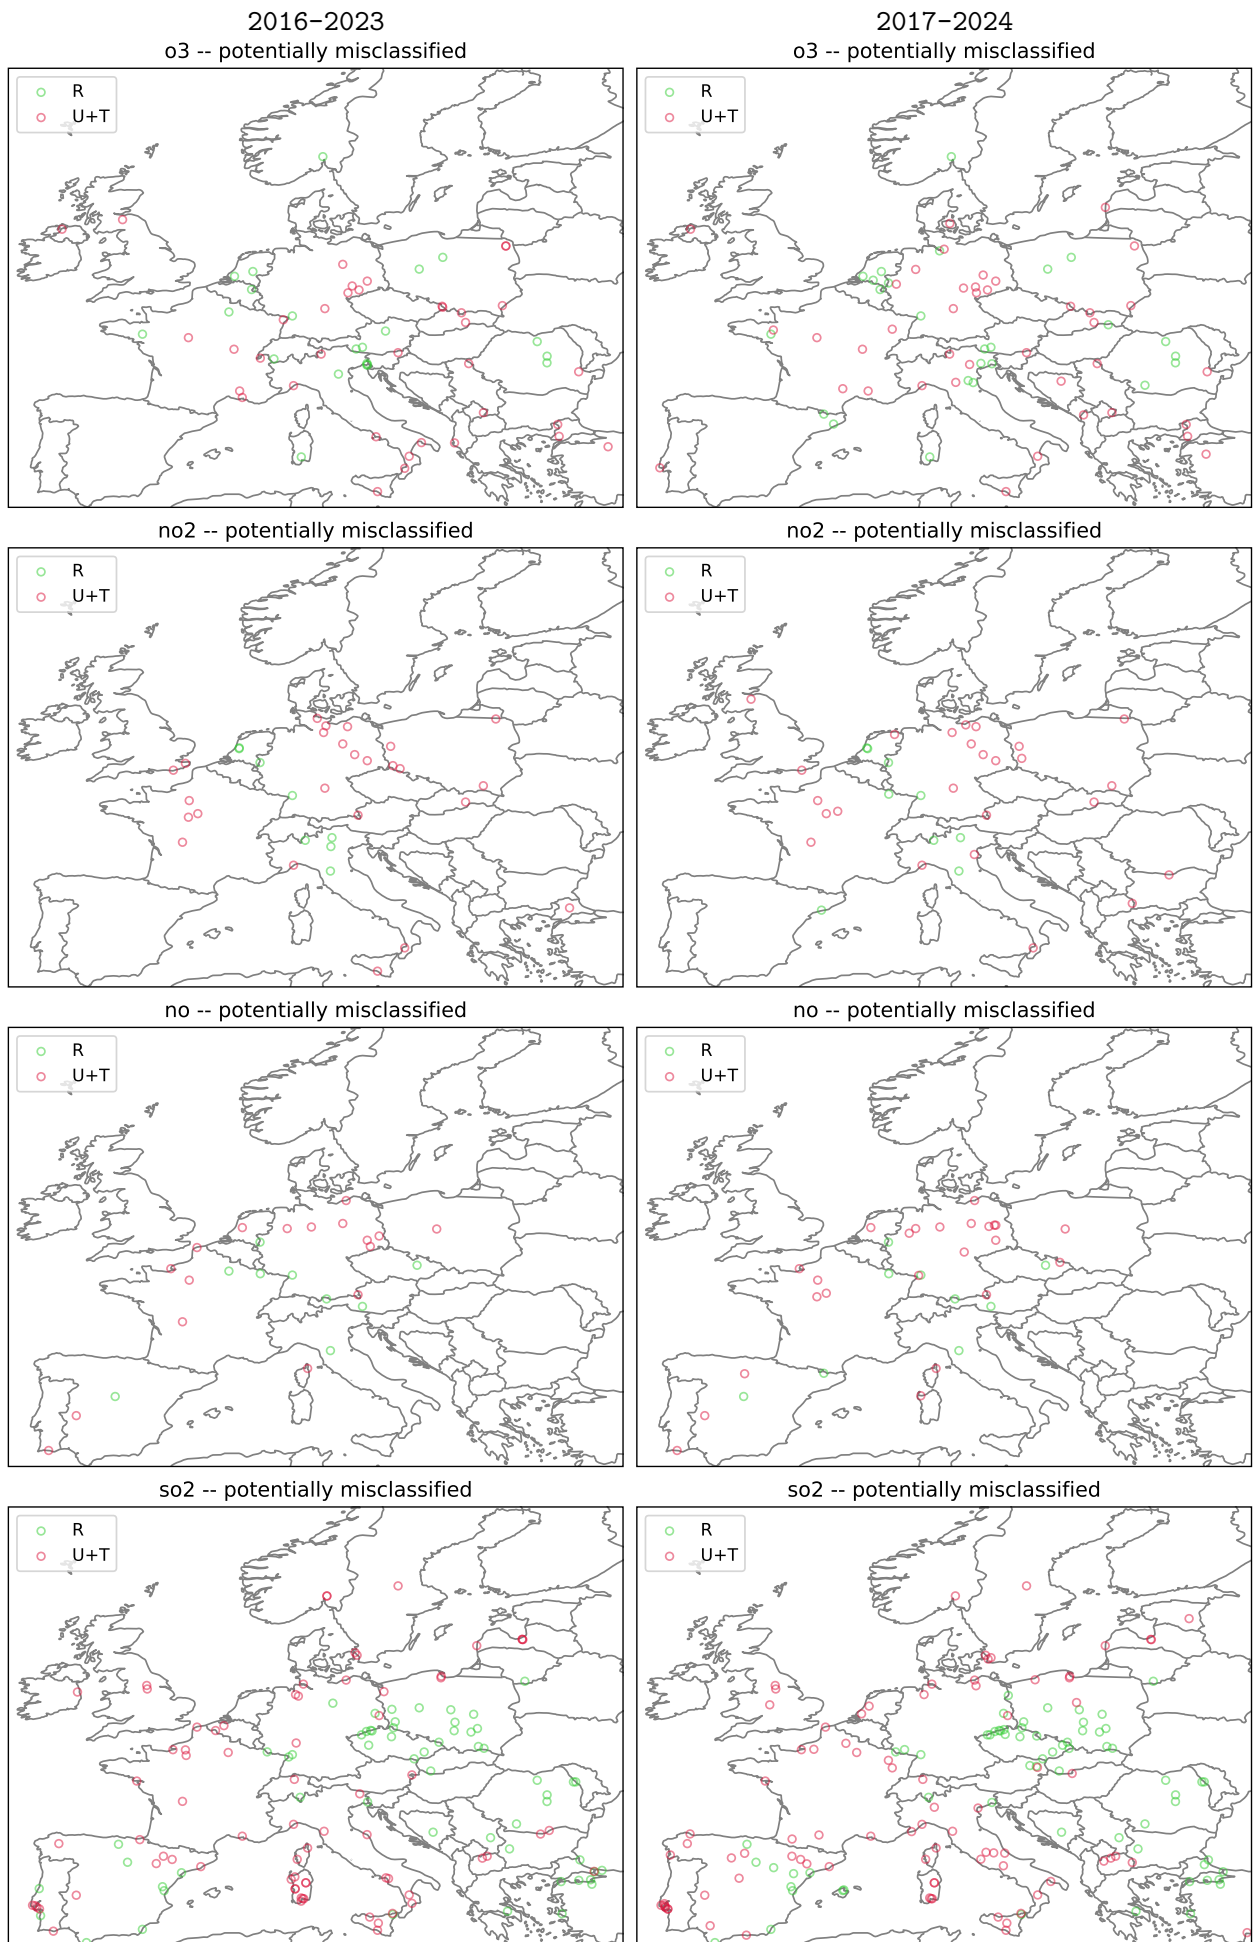 2016-2023 2017-2024
o3 -- potentially misclassified o3 -- potentially misclassified
R R
U+T U+T
no2 -- potentially misclassified no2 -- potentially misclassified
R R
U+T U+T
no -- potentially misclassified no -- potentially misclassified
R R
U+T U+T
so2 -- potentially misclassified so2 -- potentially misclassified
R R
U+T U+T